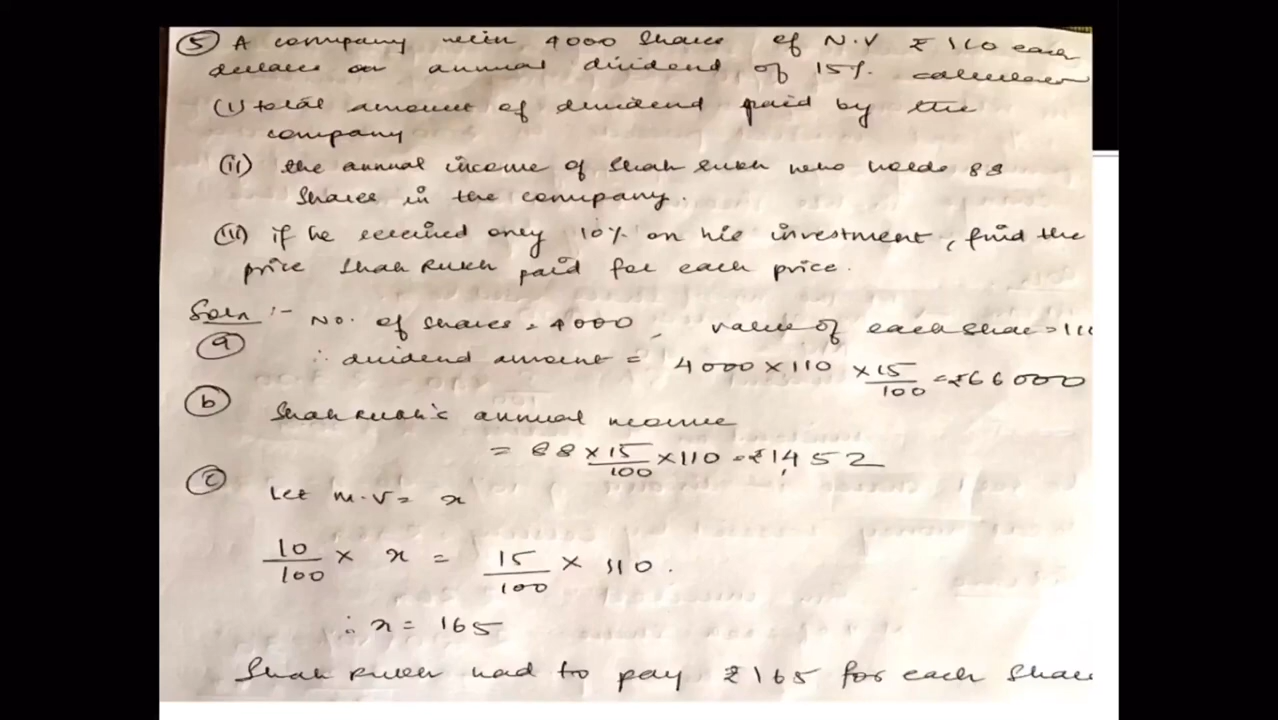 (5) A company with 4000 shares of N.V ₹ 110 each
declares an annual dividend of 15% calculate
(i) total amount of dividend paid by the
company
(ii) the annual income of Shah Rukh who holds 88
shares in the company.
(iii) if he received only 10% on his investment, find the
price Shah Rukh paid for each price.
Soln :- No. of shares = 4000, value of each share = 110
(a) ∴ dividend amount = 4000 × 110 × 15/100 = ₹66000
(b) Shah Rukh's annual income
= 88 × 15/100 × 110 = ₹1,452
(c) Let m.v = x
10/100 × x = 15/100 × 110.
∴ x = 165
Shah Rukh had to pay ₹165 for each share